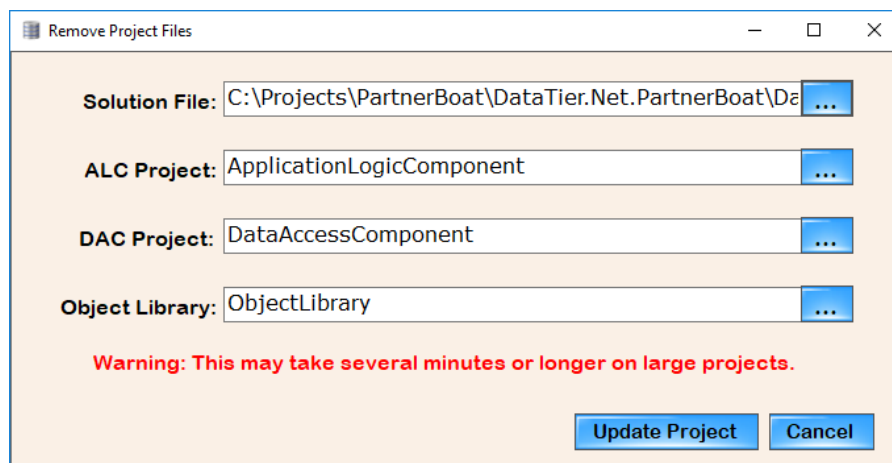 Remove Project Files
Solution File: C:\Projects\PartnerBoat\DataTier.Net.PartnerBoat\Da ...
ALC Project: ApplicationLogicComponent ...
DAC Project: DataAccessComponent ...
Object Library: ObjectLibrary ...
Warning: This may take several minutes or longer on large projects.
Update Project Cancel